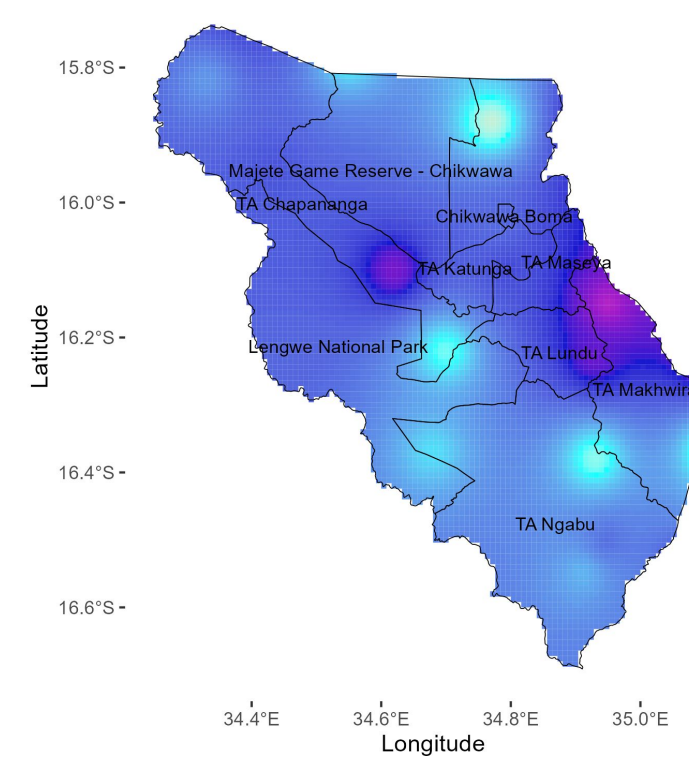 15.8°S
Majete Game Reserve - Chikwawa
16.0°S
TA Chapananga
Chikwawa Boma
TA Maseya
TA Katunga
16.2°S
Lengwe National Park
TA Lundu
TA Makhwira
16.4°S
TA Ngabu
16.6°S
34.4°E 34.6°E 34.8°E 35.0°E
Longitude
Latitude